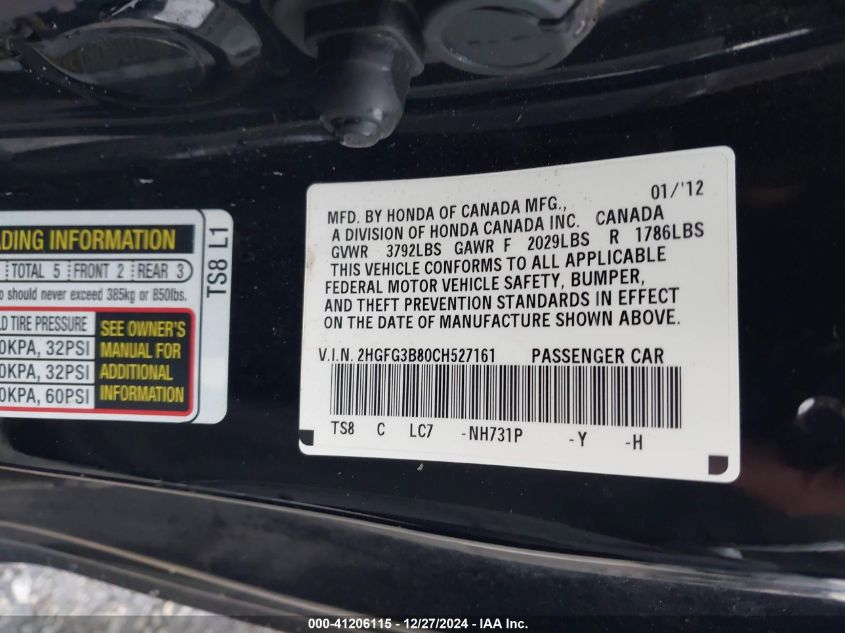 ADING INFORMATION
TOTAL 5 FRONT 2 REAR 3
o should never exceed 385kg or 850lbs.
LD TIRE PRESSURE
0KPA, 32PSI
0KPA, 32PSI
0KPA, 60PSI
SEE OWNER'S
MANUAL FOR
ADDITIONAL
INFORMATION
TS8 L1
01/'12
MFD. BY HONDA OF CANADA MFG.,
A DIVISION OF HONDA CANADA INC. CANADA
GVWR 3792LBS GAWR F 2029LBS R 1786LBS
THIS VEHICLE CONFORMS TO ALL APPLICABLE
FEDERAL MOTOR VEHICLE SAFETY, BUMPER,
AND THEFT PREVENTION STANDARDS IN EFFECT
ON THE DATE OF MANUFACTURE SHOWN ABOVE.
V.I.N. 2HGFG3B80CH527161 PASSENGER CAR
TS8 C LC7 -NH731P -Y -H
000-41206115 - 12/27/2024 - IAA Inc.